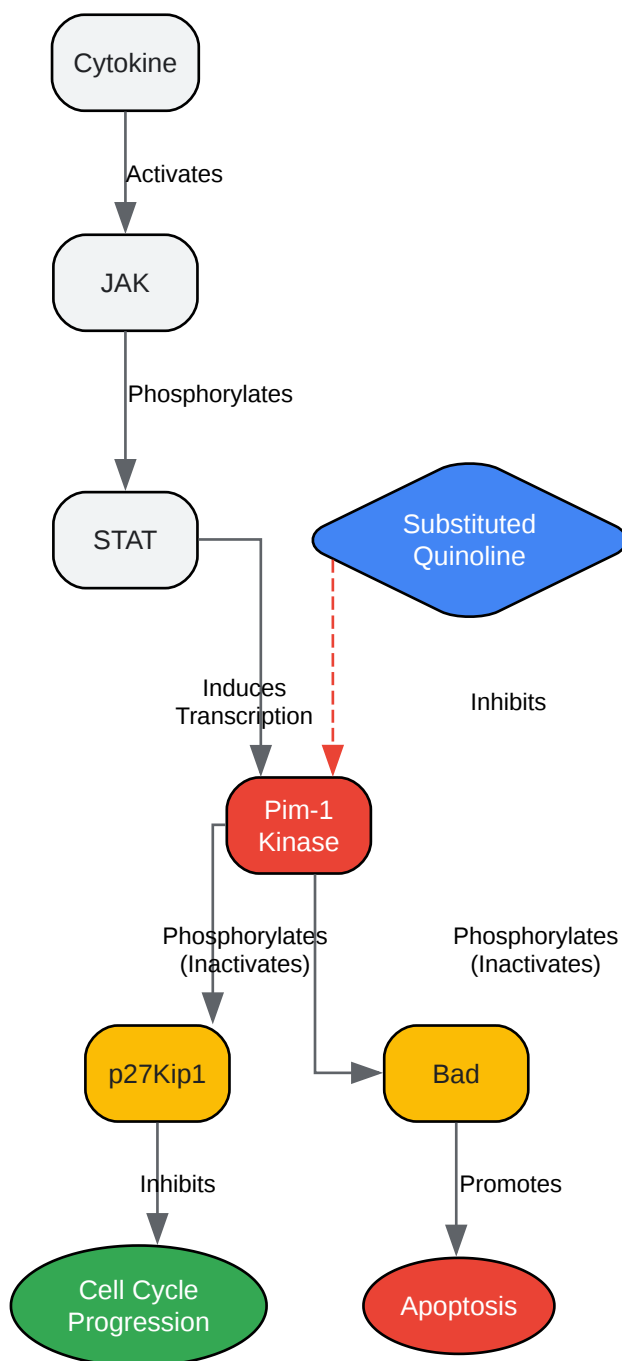 Cytokine
Activates
JAK
Phosphorylates
STAT
Substituted
Quinoline
Induces
Transcription
Inhibits
Pim-1
Kinase
Phosphorylates
(Inactivates)
Phosphorylates
(Inactivates)
p27Kip1
Bad
Inhibits
Promotes
Cell Cycle
Progression
Apoptosis